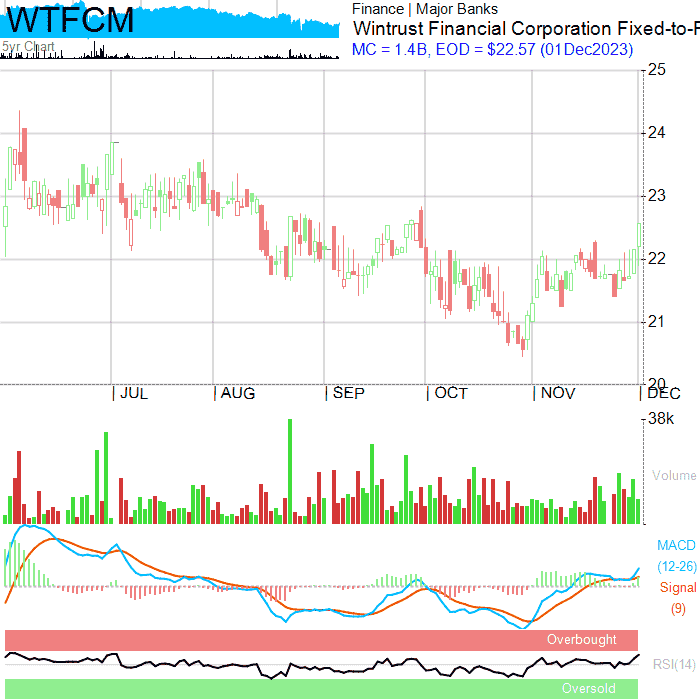 WTFCM
5yr Chart
Finance | Major Banks
Wintrust Financial Corporation Fixed-to-F
MC = 1.4B, EOD = $22.57 (01Dec2023)
25
24
23
22
21
20
JUL AUG SEP OCT NOV DEC
38k
Volume
MACD
(12-26)
Signal
(9)
Overbought
RSI(14)
Oversold